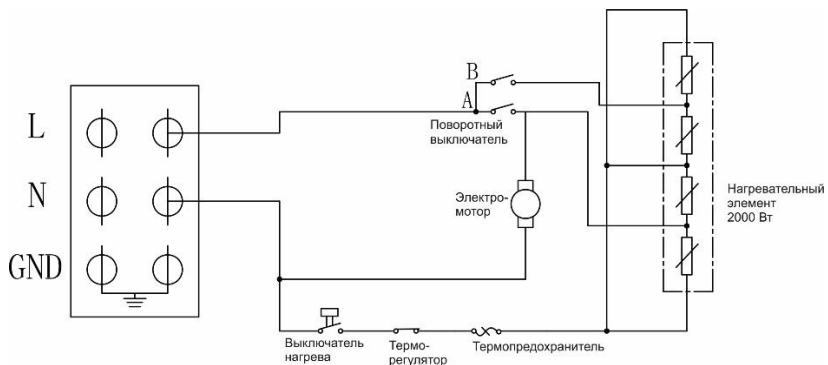 L
N
GND
B
A
Поворотный
выключатель
Электро-
мотор
Нагревательный
элемент
2000 Вт
Выключатель
нагрева
Термо-
регулятор
Термопредохранитель